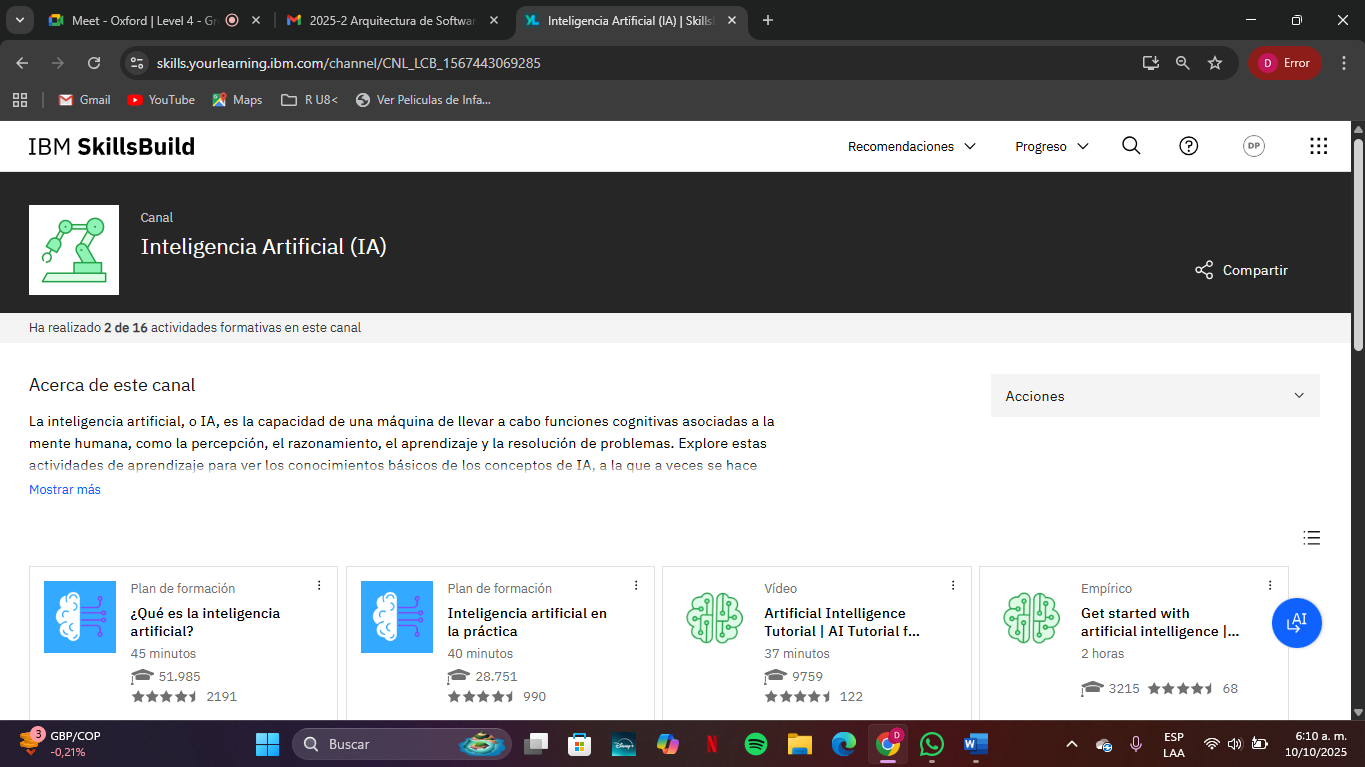 Meet - Oxford | Level 4 - Gr
2025-2 Arquitectura de Softwar
Inteligencia Artificial (IA) | Skills
skills.yourlearning.ibm.com/channel/CNL_LCB_1567443069285
D Error
Gmail
YouTube
Maps
R U8<
Ver Peliculas de Infa...
IBM SkillsBuild
Recomendaciones
Progreso
DP
Canal
Inteligencia Artificial (IA)
Compartir
Ha realizado 2 de 16 actividades formativas en este canal
Acerca de este canal
Acciones
La inteligencia artificial, o IA, es la capacidad de una máquina de llevar a cabo funciones cognitivas asociadas a la
mente humana, como la percepción, el razonamiento, el aprendizaje y la resolución de problemas. Explore estas
actividades de aprendizaje para ver los conocimientos básicos de los conceptos de IA, a la que a veces se hace
Mostrar más
Plan de formación
¿Qué es la inteligencia
artificial?
45 minutos
51.985
2191
Plan de formación
Inteligencia artificial en
la práctica
40 minutos
28.751
990
Vídeo
Artificial Intelligence
Tutorial | AI Tutorial f...
37 minutos
9759
122
Empírico
Get started with
artificial intelligence |...
2 horas
3215
68
AI
3
GBP/COP
-0,21%
Buscar
Disney+
N
D
W
ESP
LAA
6:10 a. m.
10/10/2025